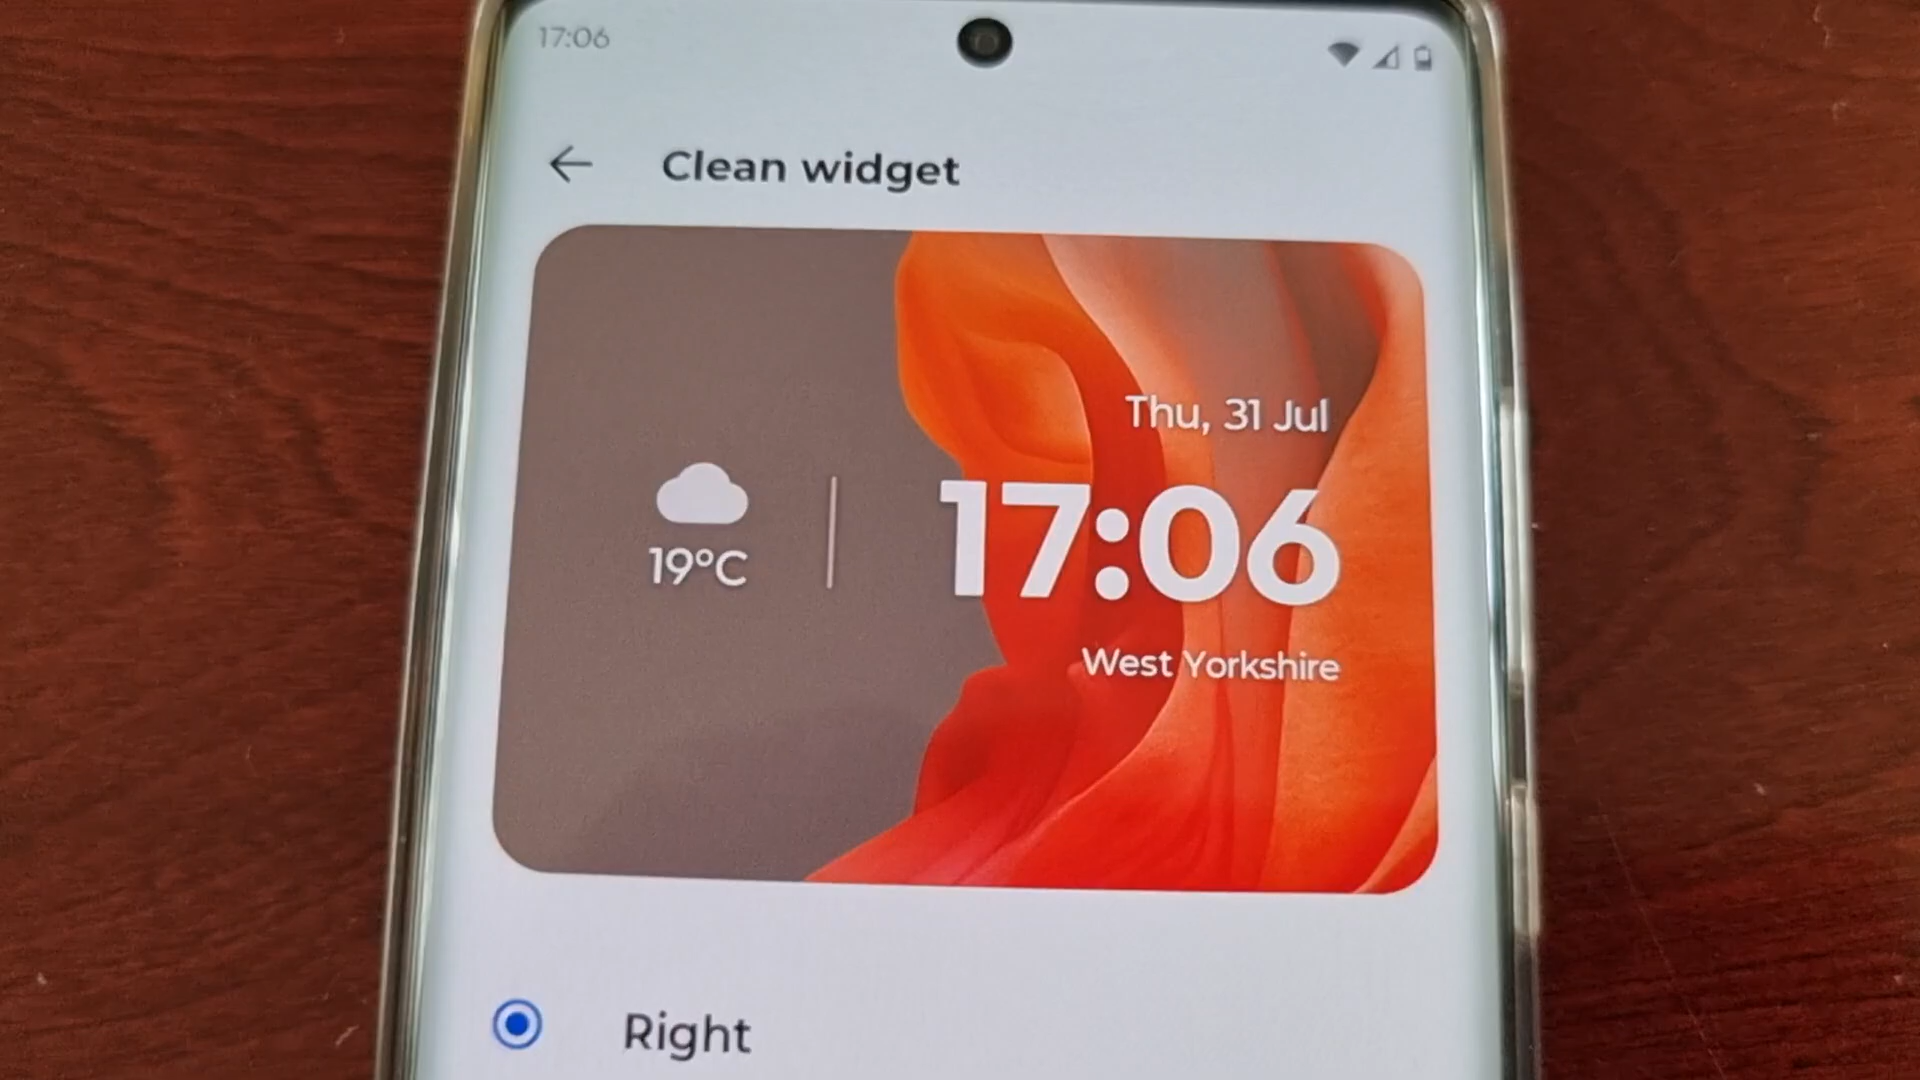 17:06
Clean widget
Thu, 31 Jul
19°C
17:06
West Yorkshire
Right